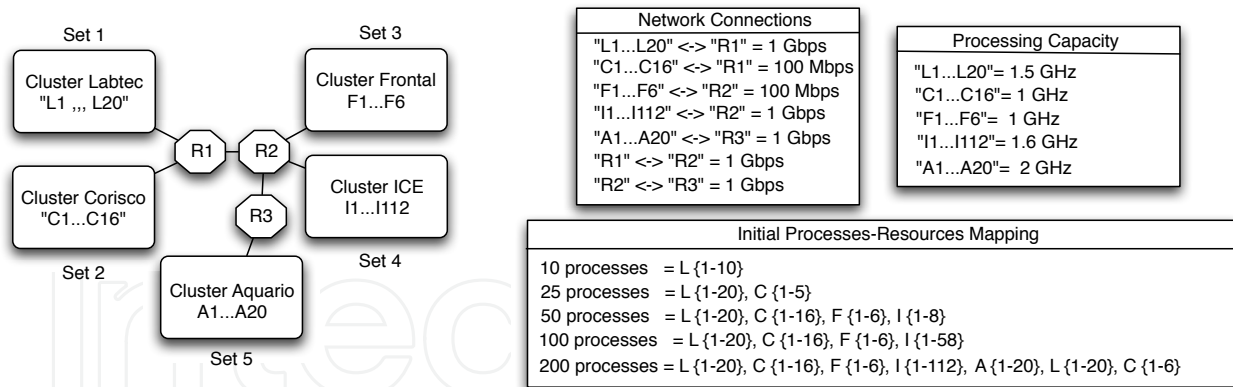 Set 1
Cluster Labtec
"L1 ,,, L20"
Set 3
Cluster Frontal
F1...F6
R1
R2
Cluster Corisco
"C1...C16"
Set 2
Cluster ICE
I1...I112
Set 4
R3
Cluster Aquario
A1...A20
Set 5
Network Connections
"L1...L20" <-> "R1" = 1 Gbps
"C1...C16" <-> "R1" = 100 Mbps
"F1...F6" <-> "R2" = 100 Mbps
"I1...I112" <-> "R2" = 1 Gbps
"A1...A20" <-> "R3" = 1 Gbps
"R1" <-> "R2" = 1 Gbps
"R2" <-> "R3" = 1 Gbps
Processing Capacity
"L1...L20"= 1.5 GHz
"C1...C16"= 1 GHz
"F1...F6"= 1 GHz
"I1...I112"= 1.6 GHz
"A1...A20"= 2 GHz
Initial Processes-Resources Mapping
10 processes = L {1-10}
25 processes = L {1-20}, C {1-5}
50 processes = L {1-20}, C {1-16}, F {1-6}, I {1-8}
100 processes = L {1-20}, C {1-16}, F {1-6}, I {1-58}
200 processes = L {1-20}, C {1-16}, F {1-6}, I {1-112}, A {1-20}, L {1-20}, C {1-6}